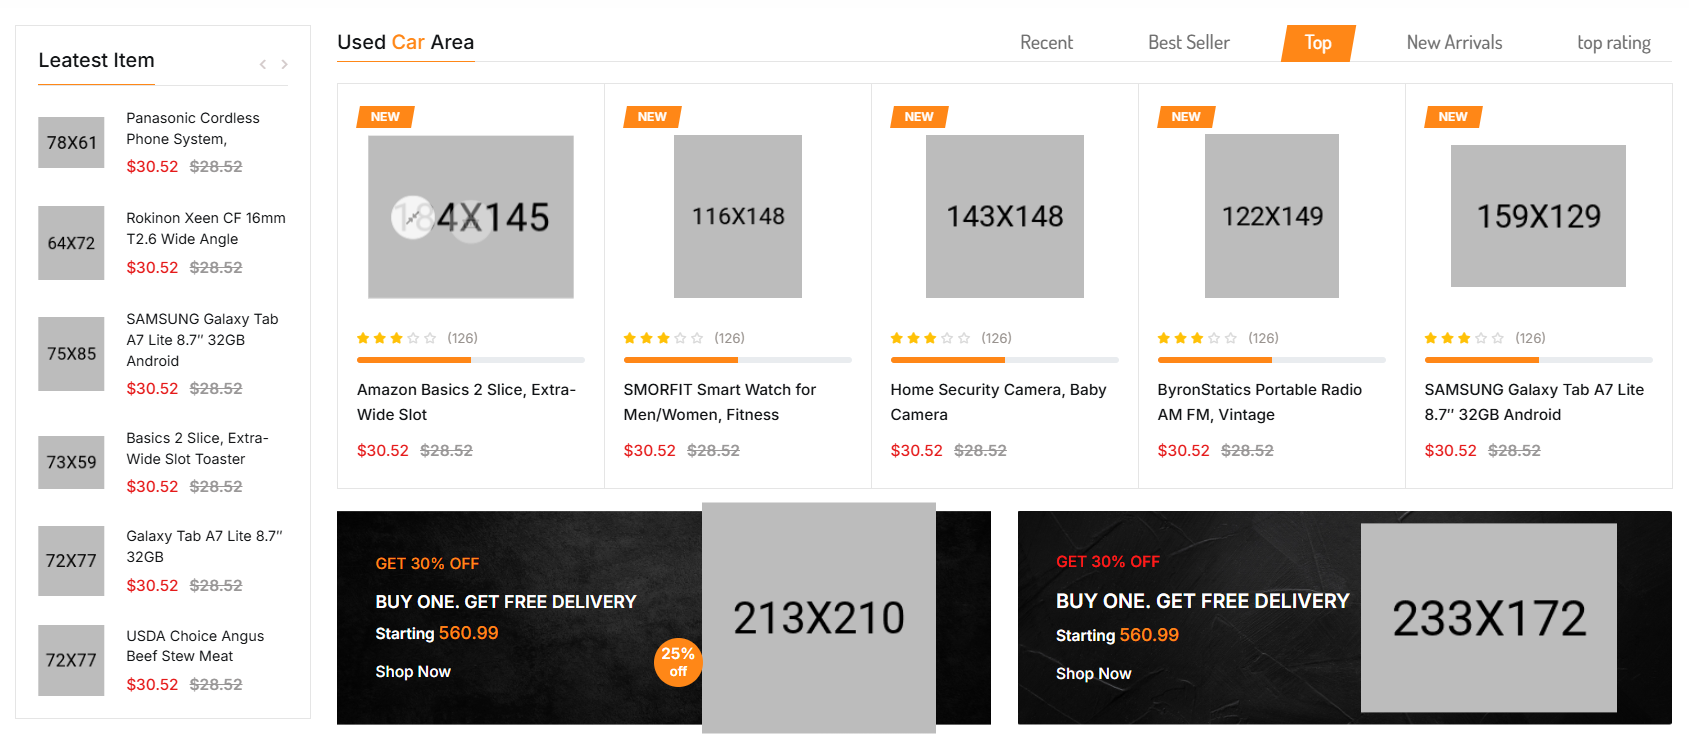 Leatest Item
78X61
Panasonic Cordless
Phone System,
$30.52 $28.52
64X72
Rokinon Xeen CF 16mm
T2.6 Wide Angle
$30.52 $28.52
75X85
SAMSUNG Galaxy Tab
A7 Lite 8.7″ 32GB
Android
$30.52 $28.52
73X59
Basics 2 Slice, Extra-
Wide Slot Toaster
$30.52 $28.52
72X77
Galaxy Tab A7 Lite 8.7″
32GB
$30.52 $28.52
72X77
USDA Choice Angus
Beef Stew Meat
$30.52 $28.52
Used Car Area
Recent
Best Seller
Top
New Arrivals
top rating
NEW
184X145
(126)
Amazon Basics 2 Slice, Extra-
Wide Slot
$30.52 $28.52
NEW
116X148
(126)
SMORFIT Smart Watch for
Men/Women, Fitness
$30.52 $28.52
NEW
143X148
(126)
Home Security Camera, Baby
Camera
$30.52 $28.52
NEW
122X149
(126)
ByronStatics Portable Radio
AM FM, Vintage
$30.52 $28.52
NEW
159X129
(126)
SAMSUNG Galaxy Tab A7 Lite
8.7″ 32GB Android
$30.52 $28.52
GET 30% OFF
BUY ONE. GET FREE DELIVERY
Starting 560.99
Shop Now
25%
off
213X210
GET 30% OFF
BUY ONE. GET FREE DELIVERY
Starting 560.99
Shop Now
233X172